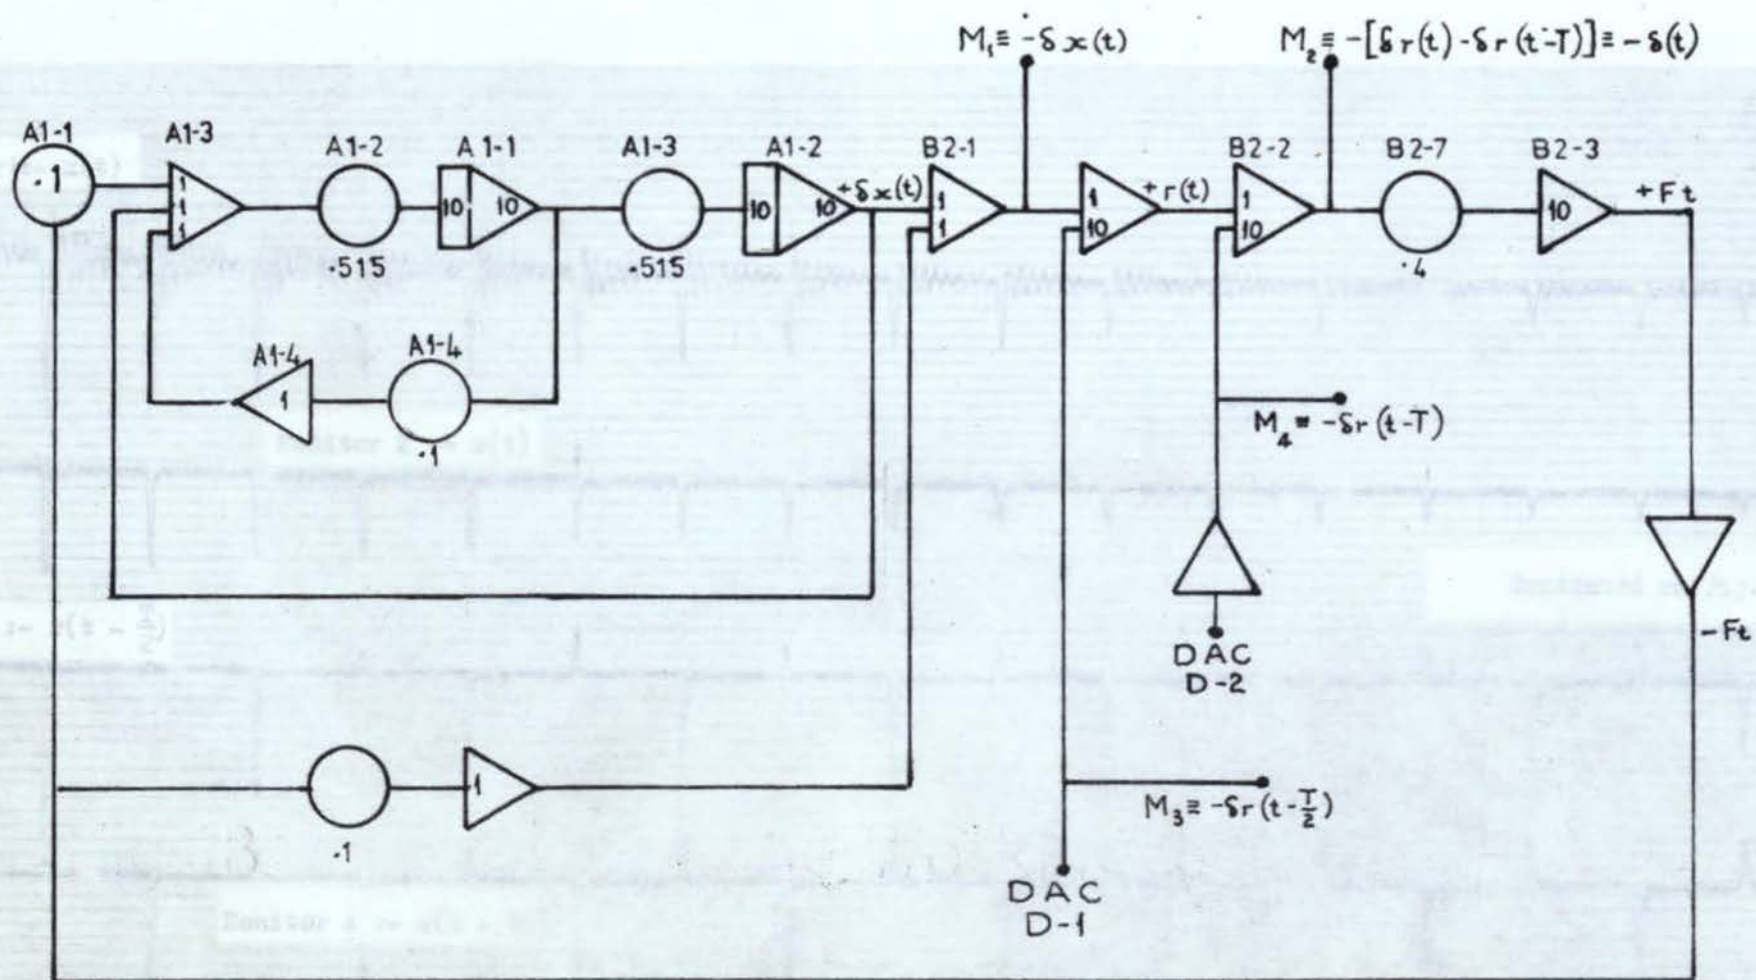 M₁ ≡ -δx(t)
M₂ ≡ -[δr(t)-δr(t-T)] ≡ -δ(t)
A1-1
A1-3
A1-2
A1-1
A1-3
A1-2
B2-1
B2-2
B2-7
B2-3
.1
1
1
1
10
10
10
10
+δx(t)
1
1
1
10
+r(t)
1
10
10
+Ft
.515
.515
.4
A1-4
A1-4
1
.1
M₄ ≡ -δr(t-T)
DAC
D-2
-Ft
1
.1
M₃ ≡ -δr(t-T/2)
DAC
D-1